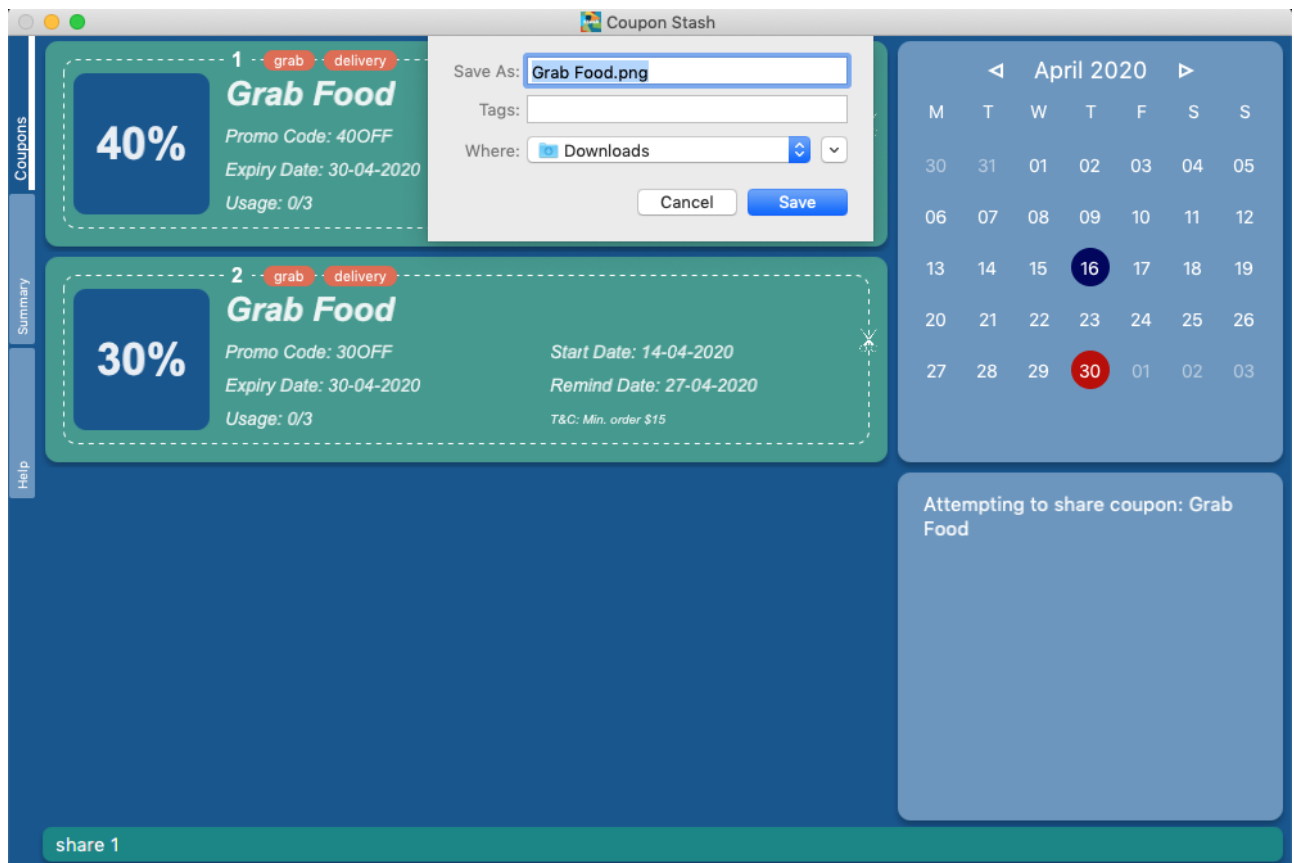 Coupon Stash
Coupons
Summary
Help
1 grab delivery
Grab Food
40%
Promo Code: 40OFF
Expiry Date: 30-04-2020
Usage: 0/3
Save As: Grab Food.png
Tags:
Where: Downloads
Cancel Save
2 grab delivery
Grab Food
30%
Promo Code: 30OFF Start Date: 14-04-2020
Expiry Date: 30-04-2020 Remind Date: 27-04-2020
Usage: 0/3 T&C: Min. order $15
April 2020
M T W T F S S
30 31 01 02 03 04 05
06 07 08 09 10 11 12
13 14 15 16 17 18 19
20 21 22 23 24 25 26
27 28 29 30 01 02 03
Attempting to share coupon: Grab
Food
share 1